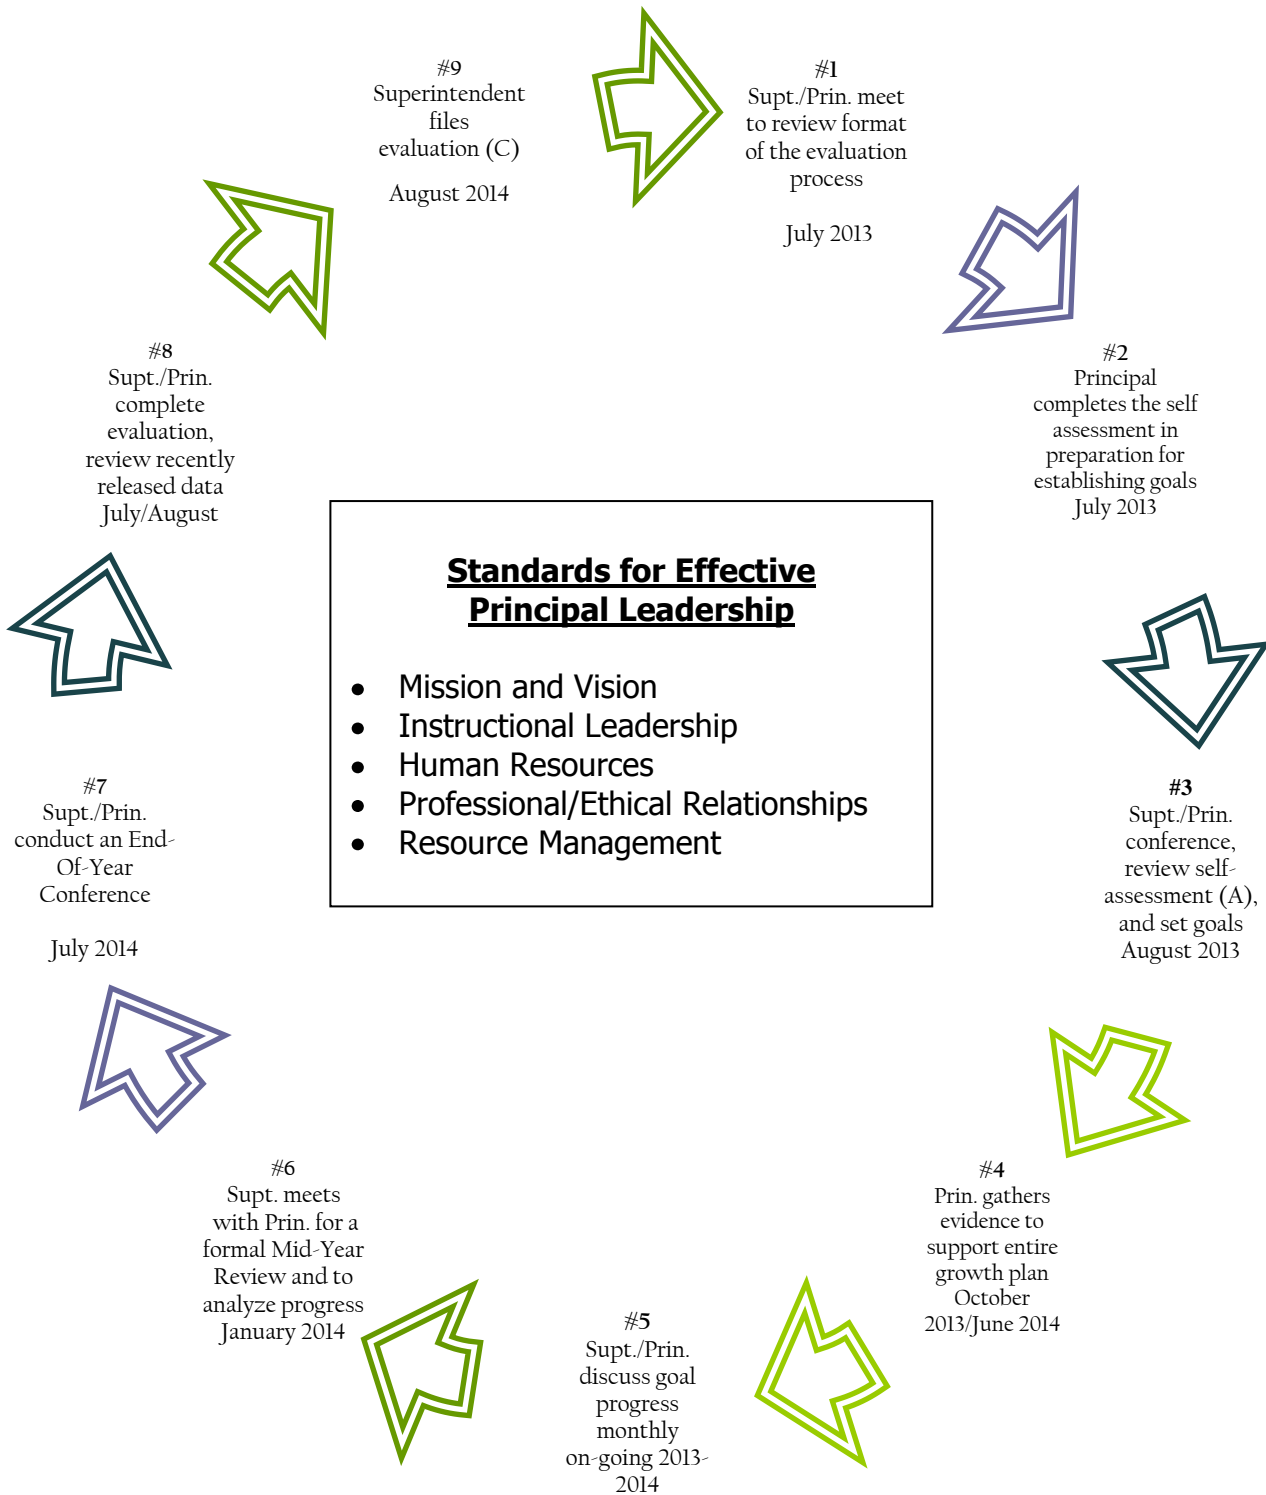 #9
Superintendent
files
evaluation (C)
August 2014
#1
Supt./Prin. meet
to review format
of the evaluation
process
July 2013
#2
Principal
completes the self
assessment in
preparation for
establishing goals
July 2013
#3
Supt./Prin.
conference,
review self-
assessment (A),
and set goals
August 2013
#4
Prin. gathers
evidence to
support entire
growth plan
October
2013/June 2014
#5
Supt./Prin.
discuss goal
progress
monthly
on-going 2013-
2014
#6
Supt. meets
with Prin. for a
formal Mid-Year
Review and to
analyze progress
January 2014
#7
Supt./Prin.
conduct an End-
Of-Year
Conference
July 2014
#8
Supt./Prin.
complete
evaluation,
review recently
released data
July/August
Standards for Effective
Principal Leadership
• Mission and Vision
• Instructional Leadership
• Human Resources
• Professional/Ethical Relationships
• Resource Management